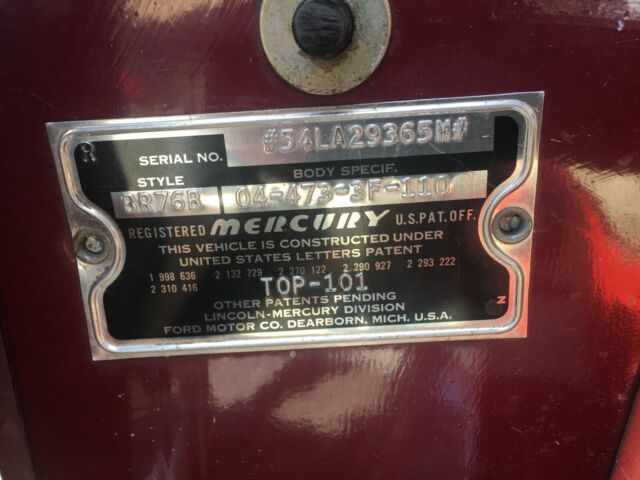 R
SERIAL NO. #54LA29365M#
STYLE BODY SPECIF.
BR76B 04-473-3F-110
REGISTERED MERCURY U.S.PAT.OFF.
THIS VEHICLE IS CONSTRUCTED UNDER
UNITED STATES LETTERS PATENT
1 998 636 2 132 729 2 270 122 2 290 927 2 293 222
2 310 416
TOP-101
OTHER PATENTS PENDING
LINCOLN-MERCURY DIVISION
FORD MOTOR CO. DEARBORN, MICH. U.S.A.
N